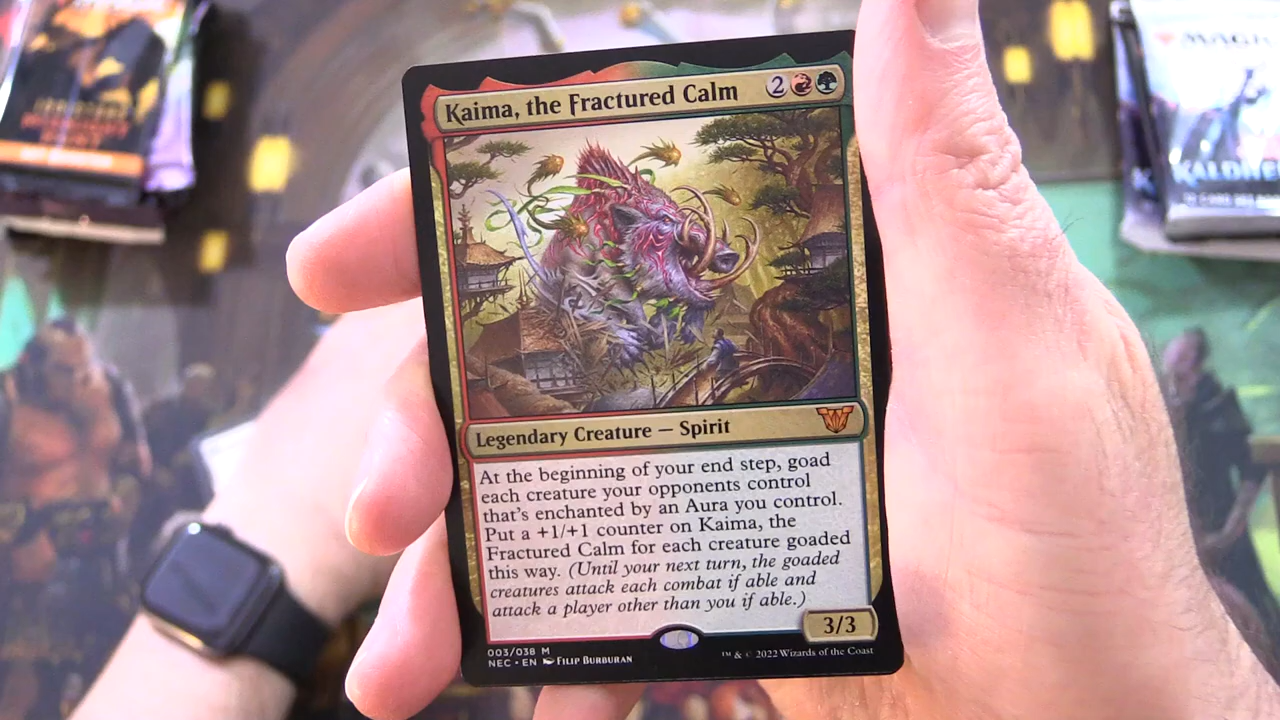 Kaima, the Fractured Calm 2
Legendary Creature — Spirit
At the beginning of your end step, goad
each creature your opponents control
that's enchanted by an Aura you control.
Put a +1/+1 counter on Kaima, the
Fractured Calm for each creature goaded
this way. (Until your next turn, the goaded
creatures attack each combat if able and
attack a player other than you if able.)
3/3
003/038 M
NEC • EN Filip Burburan
™ & © 2022 Wizards of the Coast
MAGIC
KALDHE